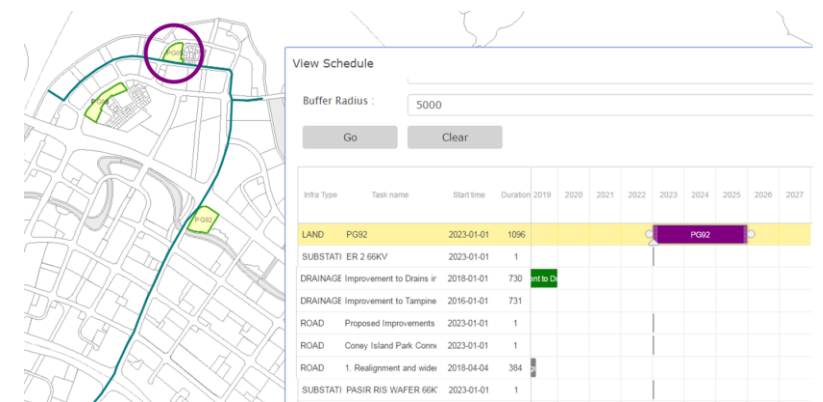 View Schedule
Buffer Radius :
5000
Go Clear
Infra Type Task name Start time Duration 2019 2020 2021 2022 2023 2024 2025 2026 2027
LAND PG92 2023-01-01 1096 PG92
SUBSTATI ER 2 66KV 2023-01-01 1
DRAINAGE Improvement to Drains in 2018-01-01 730 ent to Dr
DRAINAGE Improvement to Tampine 2016-01-01 731
ROAD Proposed Improvements 2023-01-01 1
ROAD Coney Island Park Conne 2023-01-01 1
ROAD 1. Realignment and wider 2018-04-04 384
SUBSTATI PASIR RIS WAFER 66K 2023-01-01 1
PG92